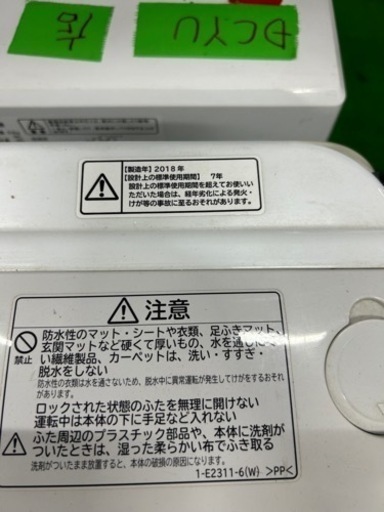 DCYU
【製造年】2018年
【設計上の標準使用期間】 7年
設計上の標準使用期間を超えてお使いい
ただいた場合は、経年劣化による発火・
けが等の事故に至るおそれがあります。
注意
禁止
防水性のマット・シートや衣類、足ふきマット、
玄関マットなど硬くて厚いもの、水を通しにく
い繊維製品、カーペットは、洗い・すすぎ・
脱水をしない
防水性の衣類は水を通さないため、脱水中に異常運転が発生してけがをするおそれ
があります。
ロックされた状態のふたを無理に開けない
運転中は本体の下に手足など入れない
ふた周辺のプラスチック部品や、本体に洗剤が
ついたときは、湿った柔らかい布でふき取る
洗剤がついたまま放置すると、本体の破損の原因になります。
1-E2311-6(W) >PP<